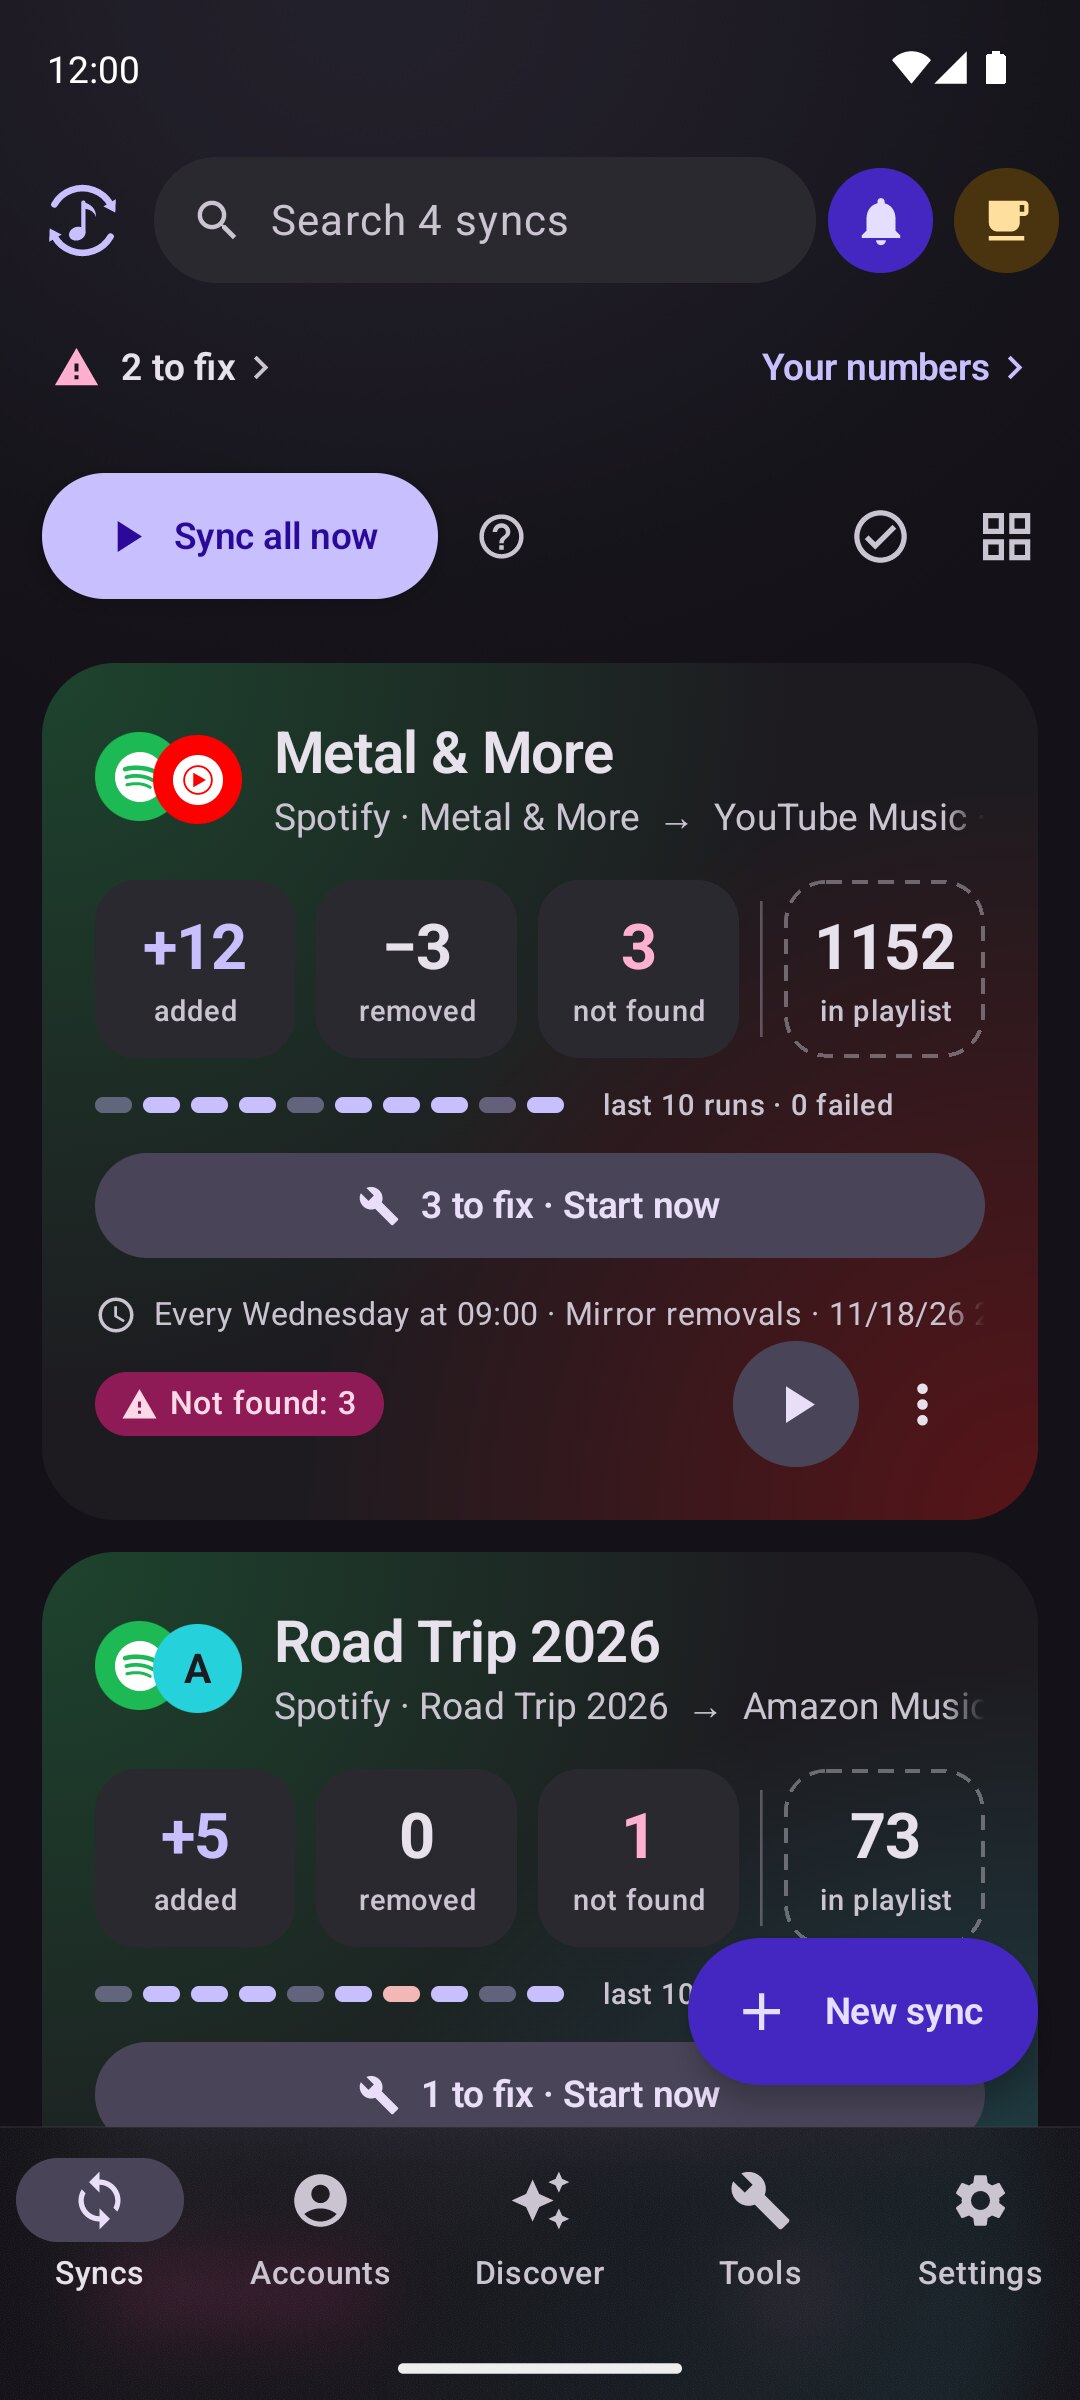 12:00
Search 4 syncs
2 to fix
Your numbers
Sync all now
Metal & More
Spotify · Metal & More → YouTube Music
+12
added
−3
removed
3
not found
1152
in playlist
last 10 runs · 0 failed
3 to fix · Start now
Every Wednesday at 09:00 · Mirror removals · 11/18/26
Not found: 3
Road Trip 2026
Spotify · Road Trip 2026 → Amazon Music
A
+5
added
0
removed
1
not found
73
in playlist
last 10
New sync
1 to fix · Start now
Syncs
Accounts
Discover
Tools
Settings